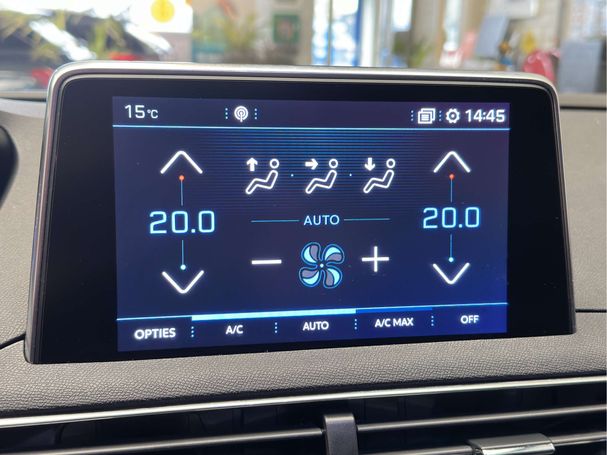 15°C 14:45
20.0 20.0
AUTO
OPTIES A/C AUTO A/C MAX OFF